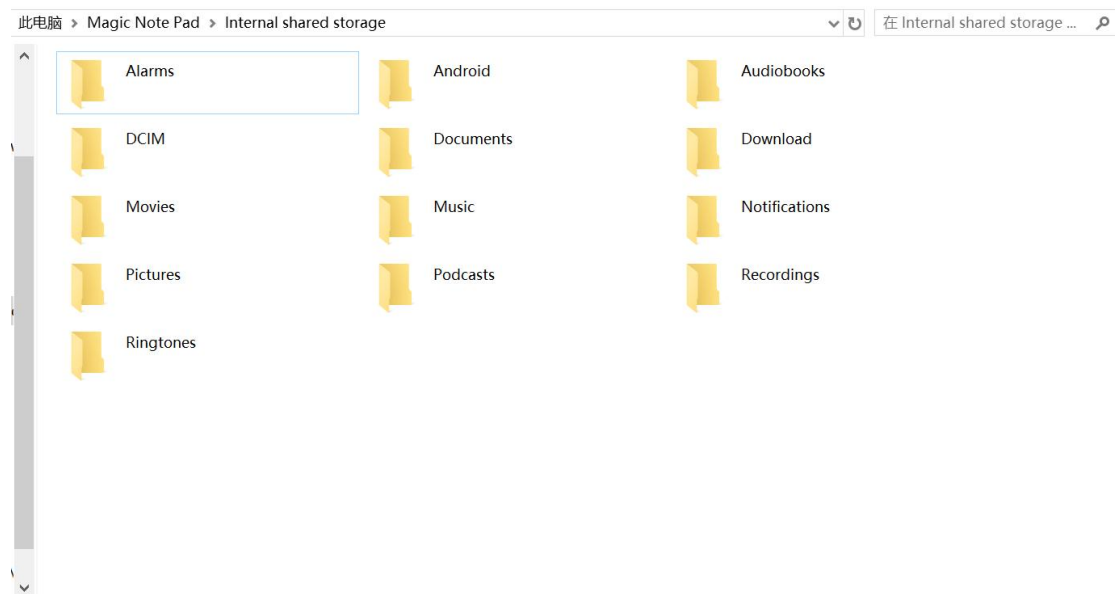 此电脑 > Magic Note Pad > Internal shared storage
在 Internal shared storage ...
Alarms
Android
Audiobooks
DCIM
Documents
Download
Movies
Music
Notifications
Pictures
Podcasts
Recordings
Ringtones